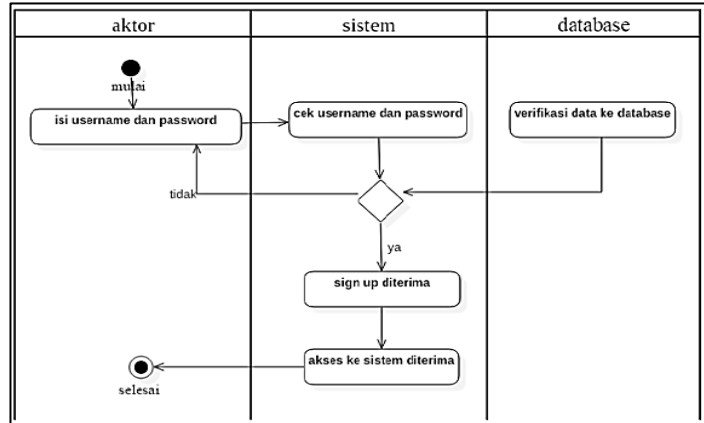 aktor
sistem
database
mulai
isi username dan password
cek username dan password
verifikasi data ke database
tidak
ya
sign up diterima
akses ke sistem diterima
selesai